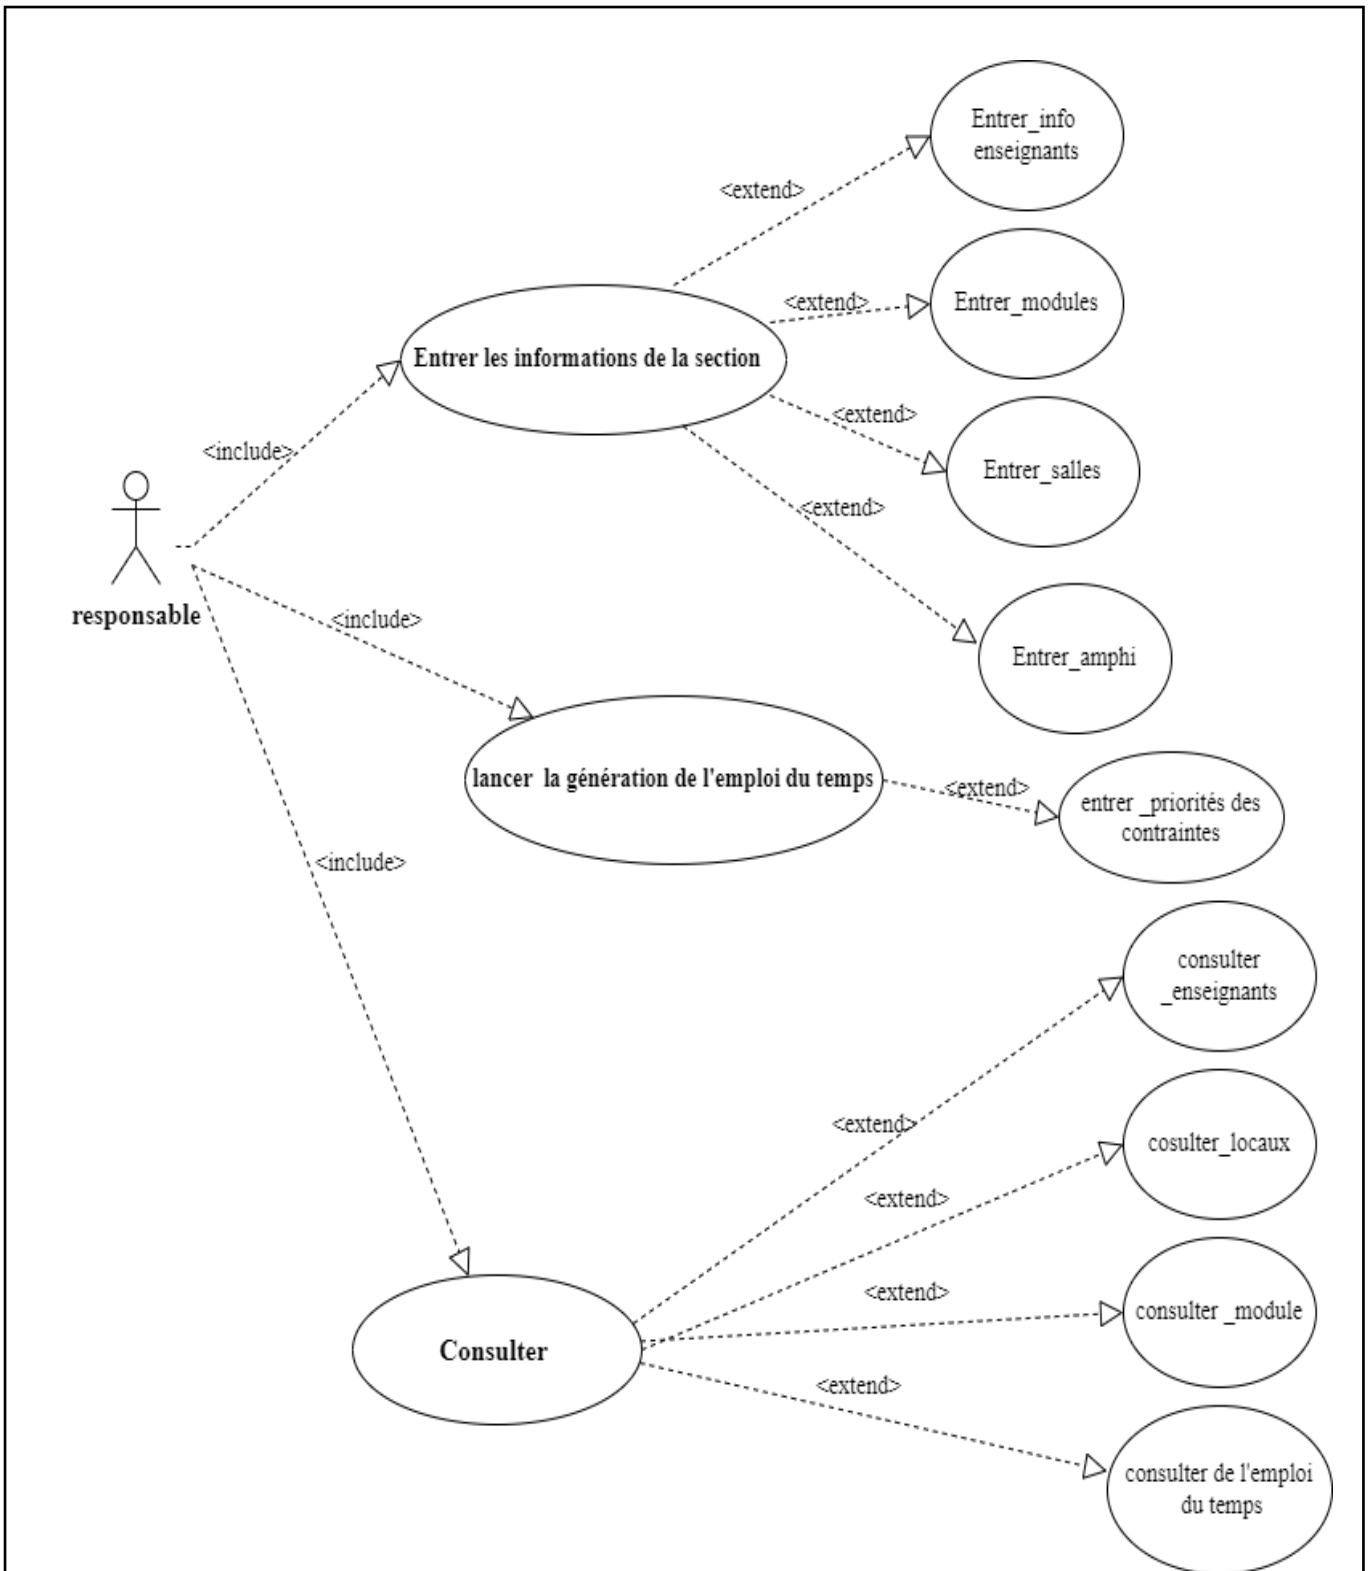 Entrer_info
enseignants
<extend>
<extend>
Entrer_modules
Entrer les informations de la section
<extend>
<include>
Entrer_salles
<extend>
responsable
<include>
Entrer_amphi
lancer  la génération de l'emploi du temps
<extend>
entrer _priorités des
contraintes
<include>
consulter
_enseignants
<extend>
cosulter_locaux
<extend>
<extend>
consulter _module
Consulter
<extend>
consulter de l'emploi
du temps